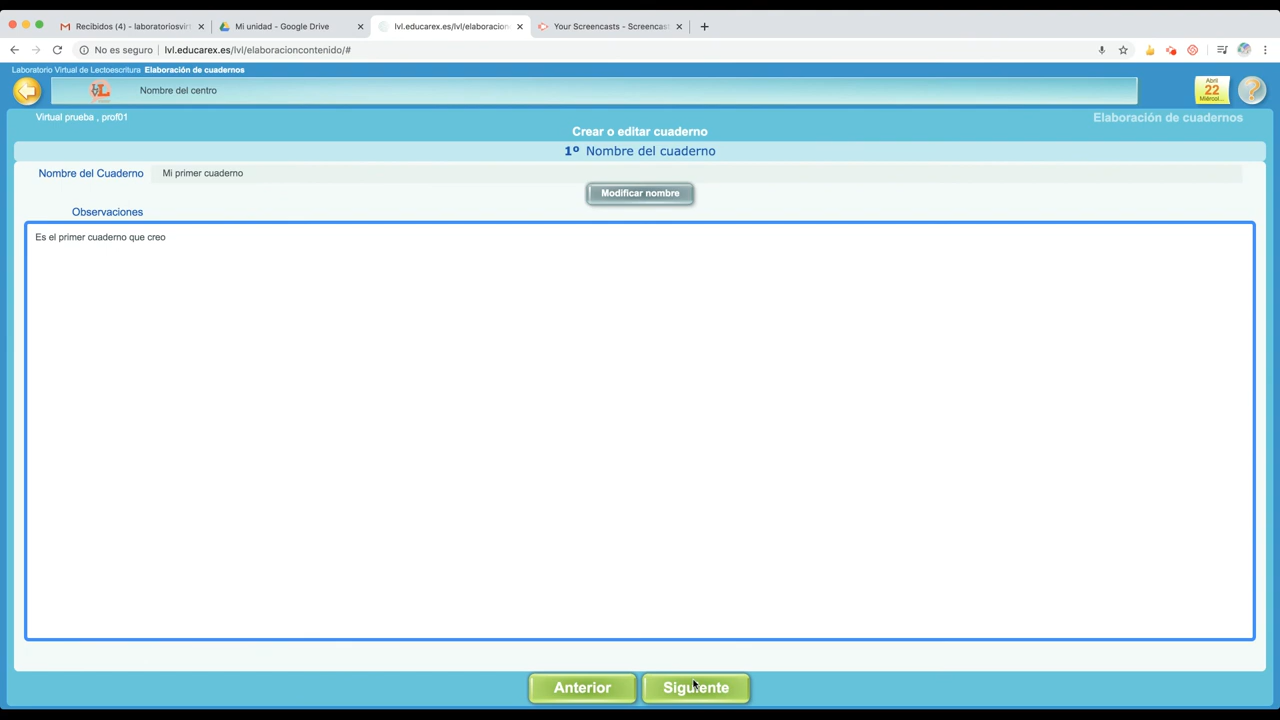 Recibidos (4) - laboratoriosvirt
Mi unidad - Google Drive
lvl.educarex.es/lvl/elaboracion
Your Screencasts - Screencast
No es seguro lvl.educarex.es/lvl/elaboracioncontenido/#
Laboratorio Virtual de Lectoescritura Elaboración de cuadernos
Nombre del centro
Abril
22
Miércol...
?
Virtual prueba , prof01
Elaboración de cuadernos
Crear o editar cuaderno
1º Nombre del cuaderno
Nombre del Cuaderno Mi primer cuaderno
Modificar nombre
Observaciones
Es el primer cuaderno que creo
Anterior Siguiente